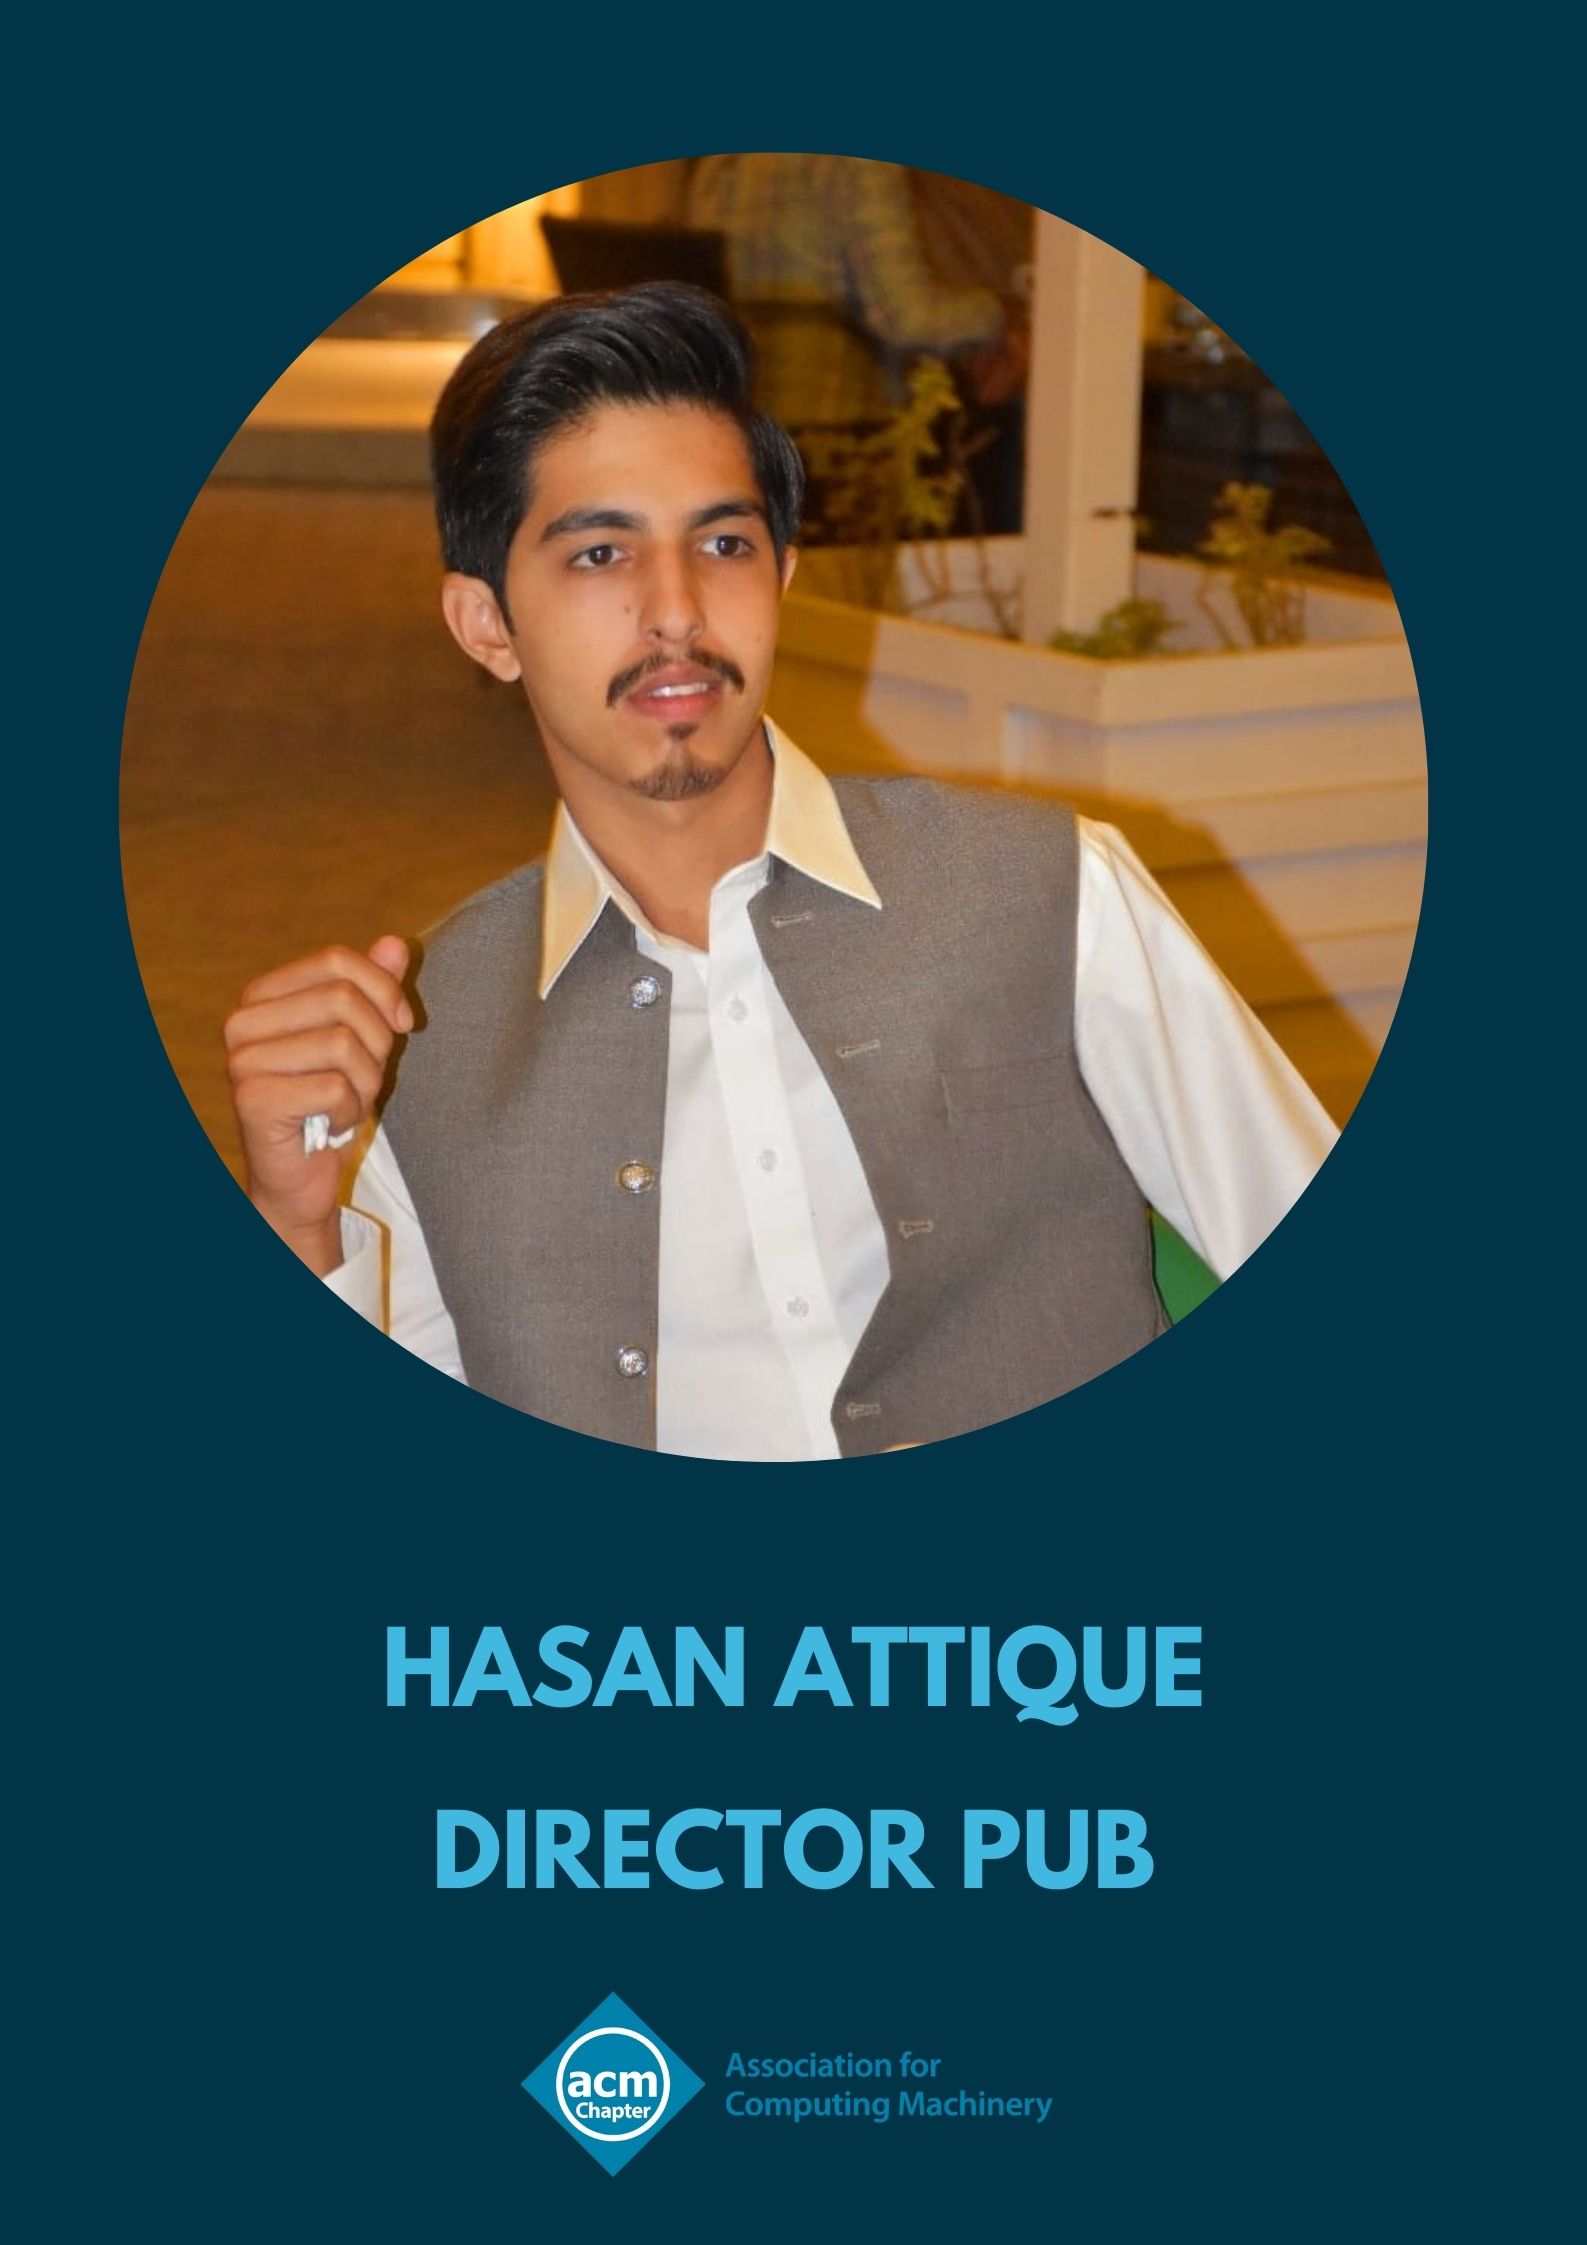 HASAN ATTIQUE
DIRECTOR PUB
acm
Chapter
Association for
Computing Machinery